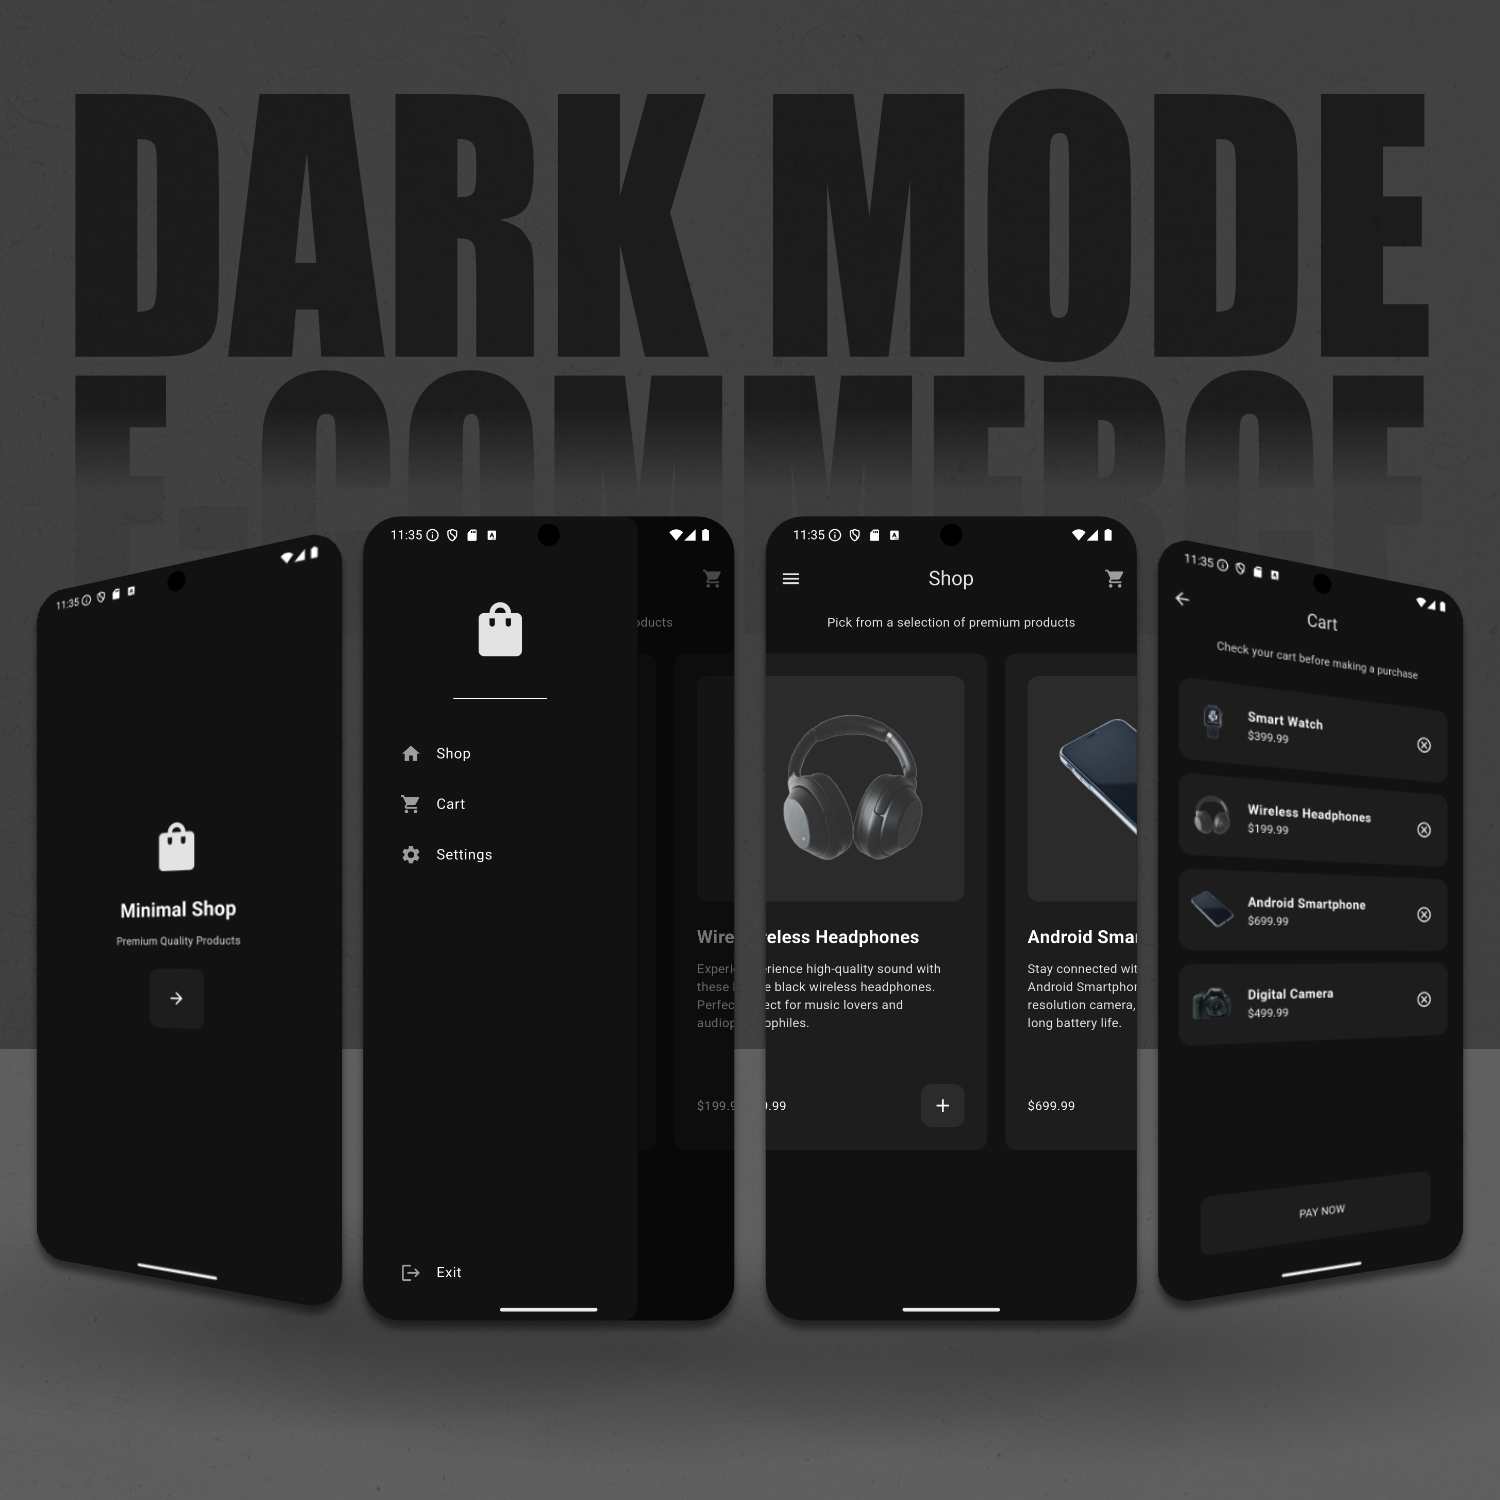 DARK MODE
E-COMMERCE
11:35
Minimal Shop
Premium Quality Products
11:35
oducts
Shop
Cart
Settings
Wire
Experi
these
Perfec
audiop
$199.9
Exit
11:35
Shop
Pick from a selection of premium products
eless Headphones
erience high-quality sound with
e black wireless headphones.
ect for music lovers and
ophiles.
9.99
Android Smar
Stay connected wit
Android Smartphon
resolution camera,
long battery life.
$699.99
11:35
Cart
Check your cart before making a purchase
Smart Watch
$399.99
Wireless Headphones
$199.99
Android Smartphone
$699.99
Digital Camera
$499.99
PAY NOW